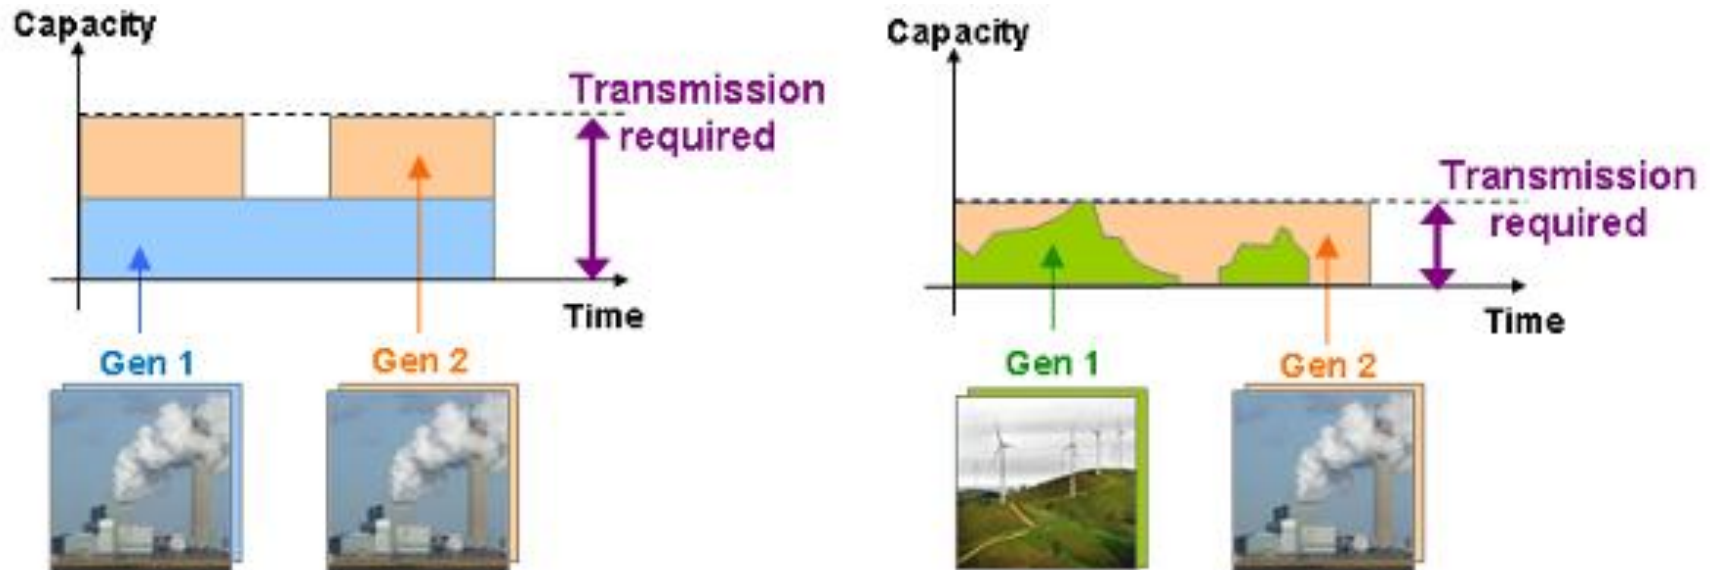 Capacity
Transmission
required
Time
Gen 1
Gen 2
Capacity
Transmission
required
Time
Gen 1
Gen 2